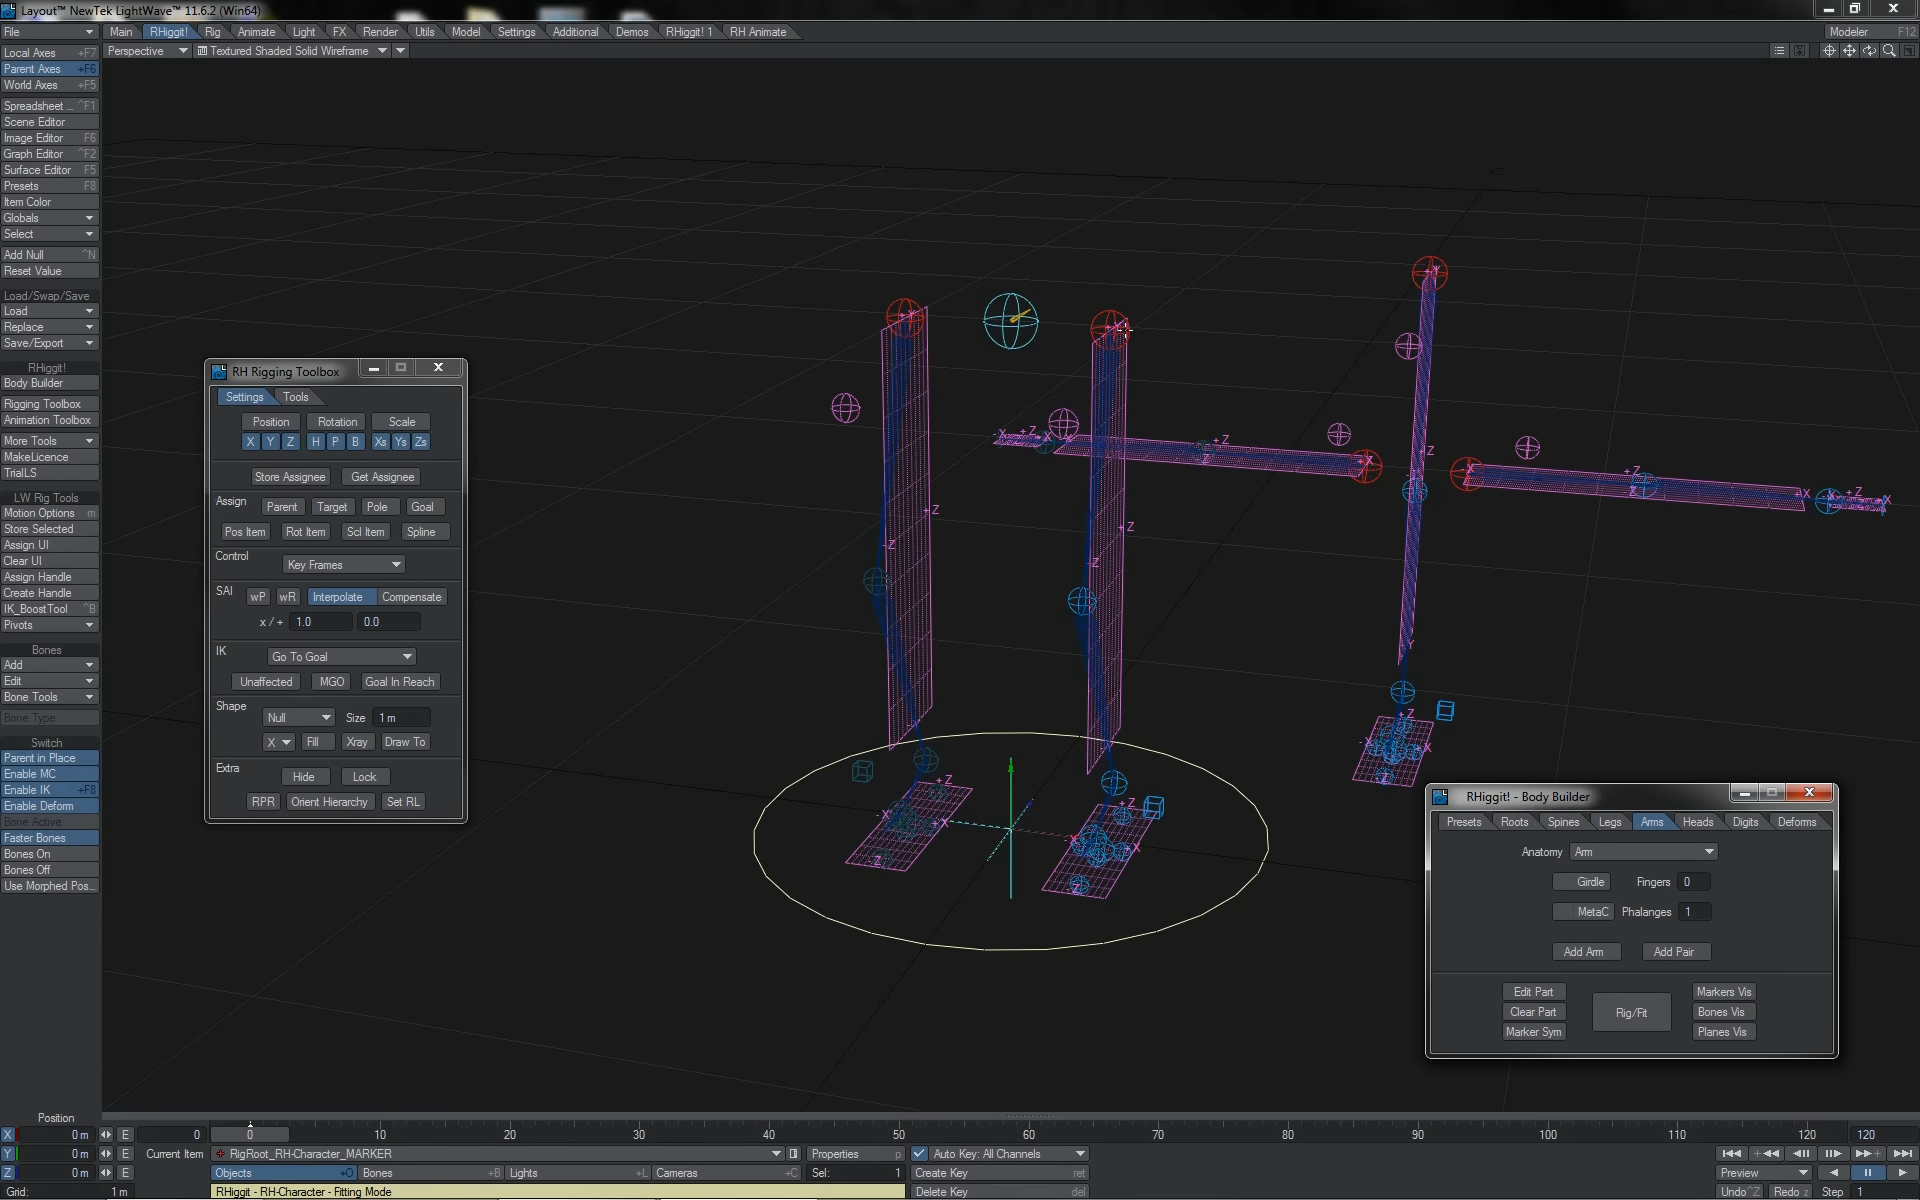 Layout™ NewTek LightWave™ 11.6.2 (Win64)
File Main RHiggit! Rig Animate Light FX Render Utils Model Settings Additional Demos RHiggit! 1 RH Animate Modeler F12
Local Axes +F7 Perspective Textured Shaded Solid Wireframe
Parent Axes +F6
World Axes +F5
Spreadsheet ... ^F1
Scene Editor
Image Editor F6
Graph Editor ^F2
Surface Editor F5
Presets F8
Item Color
Globals
Select
Add Null ^N
Reset Value
Load/Swap/Save
Load
Replace
Save/Export
RHiggit!
Body Builder
Rigging Toolbox
Animation Toolbox
More Tools
MakeLicence
TrialLS
LW Rig Tools
Motion Options m
Store Selected
Assign UI
Clear UI
Assign Handle
Create Handle
IK_BoostTool ^B
Pivots
Bones
Add
Edit
Bone Tools
Bone Type
Switch
Parent in Place
Enable MC
Enable IK +F8
Enable Deform
Bone Active
Faster Bones
Bones On
Bones Off
Use Morphed Pos...
RH Rigging Toolbox
Settings Tools
Position Rotation Scale
X Y Z H P B Xs Ys Zs
Store Assignee Get Assignee
Assign Parent Target Pole Goal
Pos Item Rot Item Scl Item Spline
Control Key Frames
SAI wP wR Interpolate Compensate
x / + 1.0 0.0
IK Go To Goal
Unaffected MGO Goal In Reach
Shape Null Size 1 m
X Fill Xray Draw To
Extra Hide Lock
RPR Orient Hierarchy Set RL
RHiggit! - Body Builder
Presets Roots Spines Legs Arms Heads Digits Deforms
Anatomy Arm
Girdle Fingers 0
MetaC Phalanges 1
Add Arm Add Pair
Edit Part Rig/Fit Markers Vis
Clear Part Bones Vis
Marker Sym Planes Vis
Position
X 0 m E 0 0 10 20 30 40 50 60 70 80 90 100 110 120 120
Y 0 m E Current Item RigRoot_RH-Character_MARKER Properties p Auto Key: All Channels
Z 0 m E Objects +O Bones +B Lights +L Cameras +C Sel: 1 Create Key ret Preview
Grid: 1 m RHiggit - RH-Character - Fitting Mode Delete Key del Undo ^Z Redo z Step 1